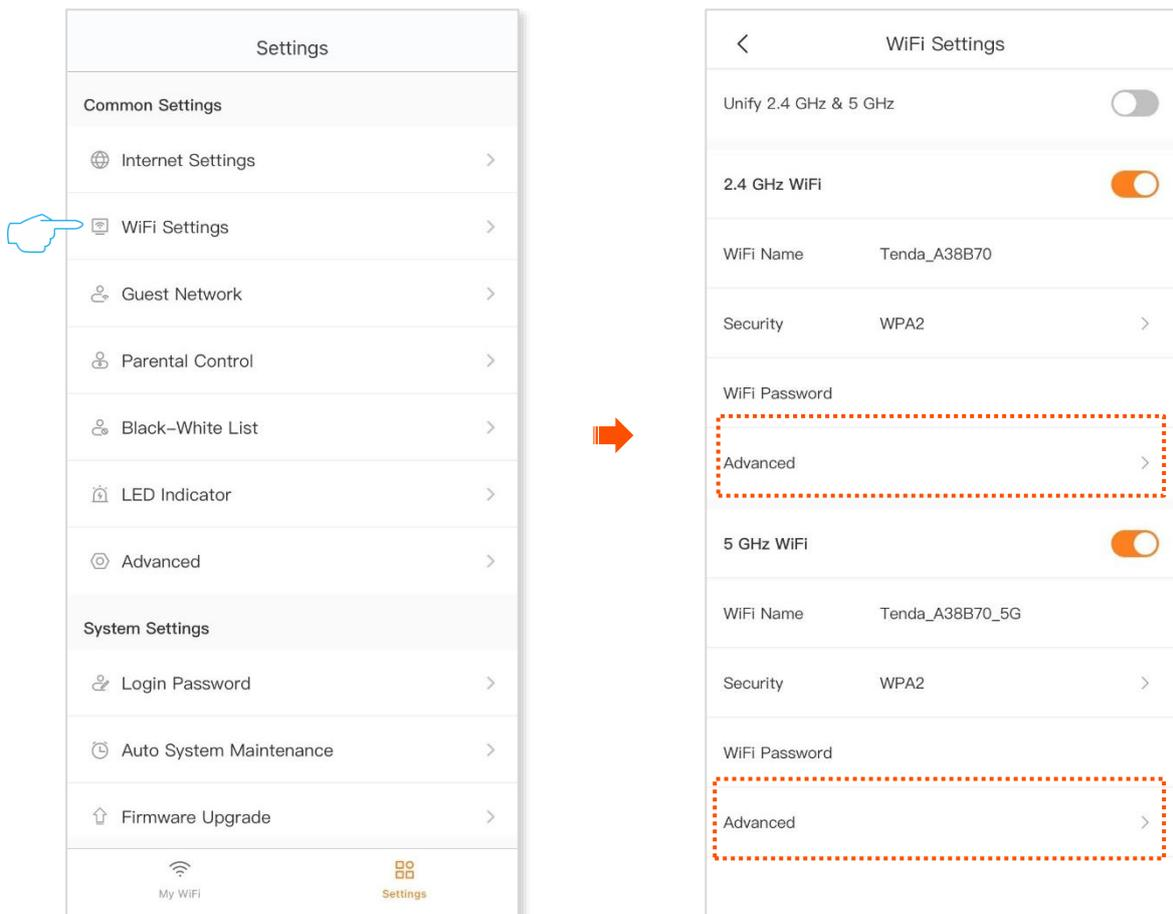 Settings
Common Settings
Internet Settings
WiFi Settings
Guest Network
Parental Control
Black-White List
LED Indicator
Advanced
System Settings
Login Password
Auto System Maintenance
Firmware Upgrade
My WiFi
Settings
WiFi Settings
Unify 2.4 GHz & 5 GHz
2.4 GHz WiFi
WiFi Name Tenda_A38B70
Security WPA2
WiFi Password
Advanced
5 GHz WiFi
WiFi Name Tenda_A38B70_5G
Security WPA2
WiFi Password
Advanced